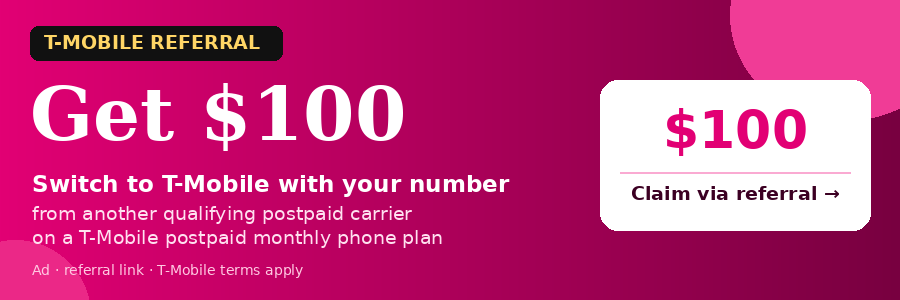 T-MOBILE REFERRAL
Get $100
Switch to T-Mobile with your number
from another qualifying postpaid carrier
on a T-Mobile postpaid monthly phone plan
Ad · referral link · T-Mobile terms apply
$100
Claim via referral →